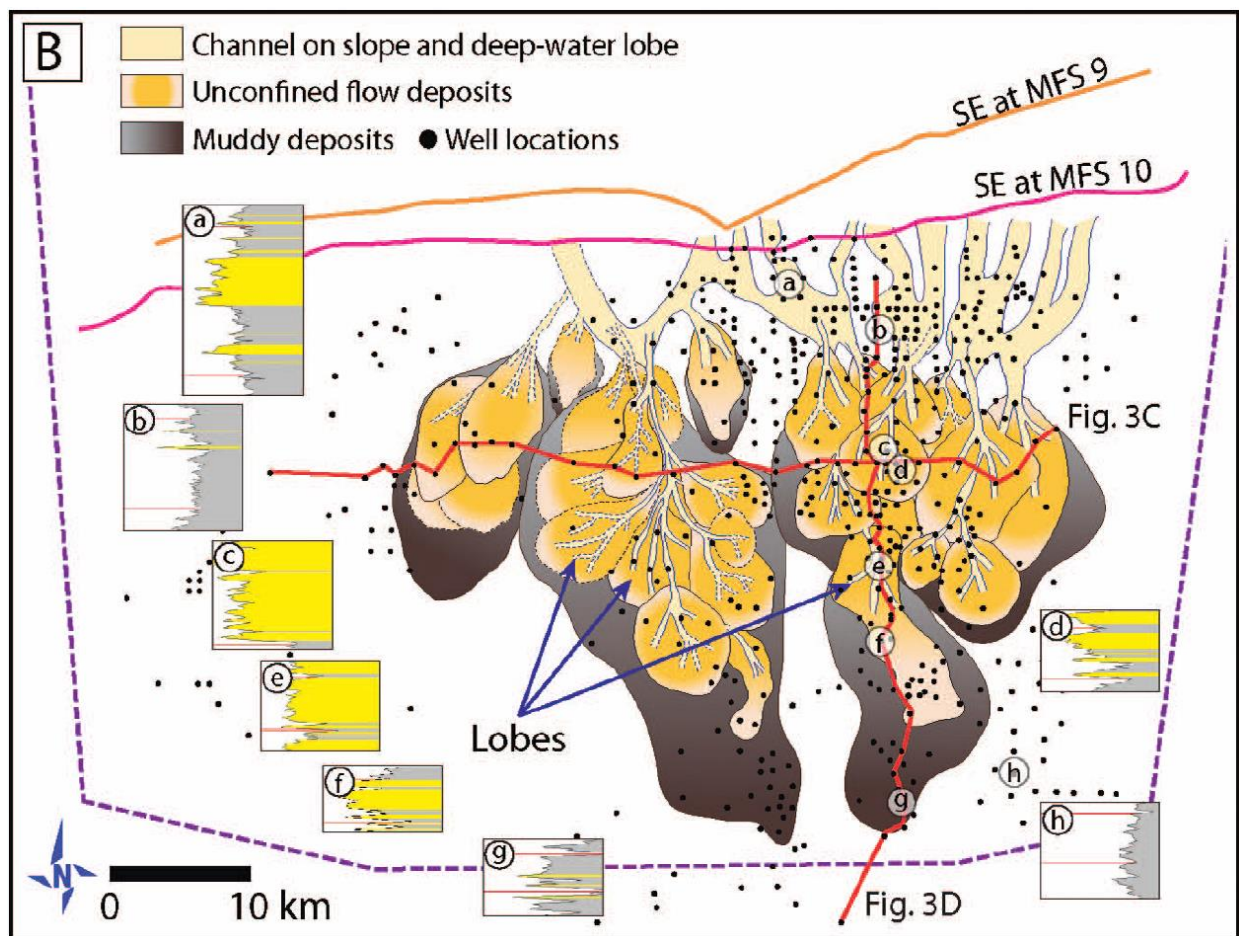 B
Channel on slope and deep-water lobe
Unconfined flow deposits
Muddy deposits
Well locations
SE at MFS 9
SE at MFS 10
a
a
b
b
Fig. 3C
c
d
c
e
d
e
f
f
Lobes
h
g
g
h
N
0
10 km
Fig. 3D